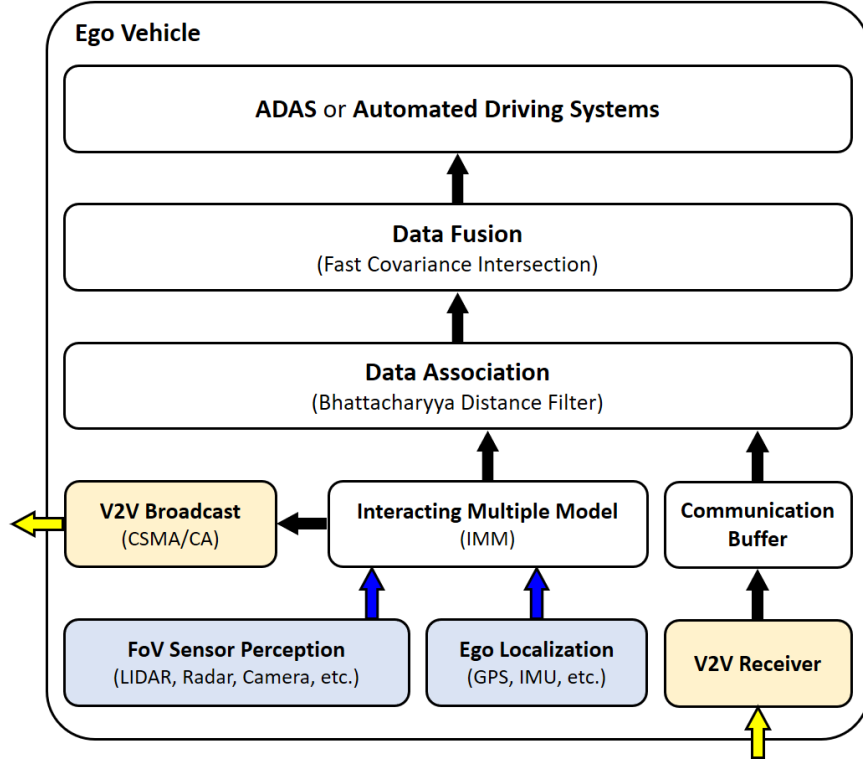 Ego Vehicle
ADAS or Automated Driving Systems
Data Fusion
(Fast Covariance Intersection)
Data Association
(Bhattacharyya Distance Filter)
V2V Broadcast
(CSMA/CA)
Interacting Multiple Model
(IMM)
Communication
Buffer
FoV Sensor Perception
(LIDAR, Radar, Camera, etc.)
Ego Localization
(GPS, IMU, etc.)
V2V Receiver